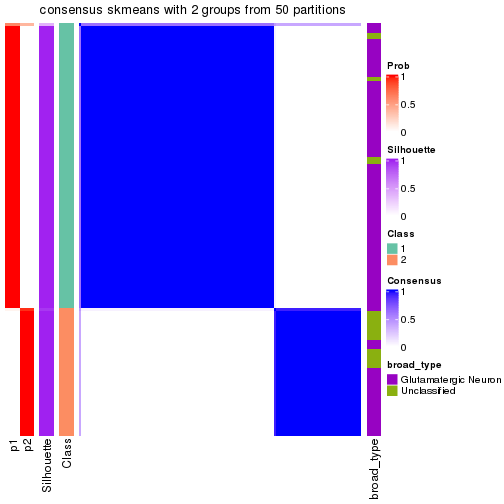 consensus skmeans with 2 groups from 50 partitions
Prob
1
0.5
0
Silhouette
1
0.5
0
Class
1
2
Consensus
1
0.5
0
broad_type
Glutamatergic Neuron
Unclassified
p1
p2
Silhouette
Class
broad_type